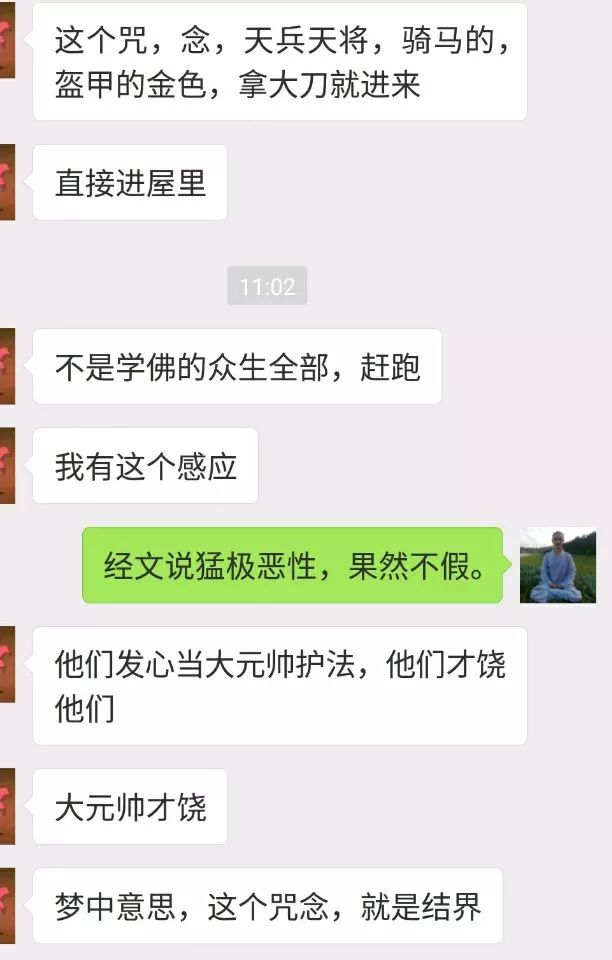 这个咒，念，天兵天将，骑马的，
盔甲的金色，拿大刀就进来
直接进屋里
11:02
不是学佛的众生全部，赶跑
我有这个感应
经文说猛极恶性，果然不假。
他们发心当大元帅护法，他们才饶
他们
大元帅才饶
梦中意思，这个咒念，就是结界